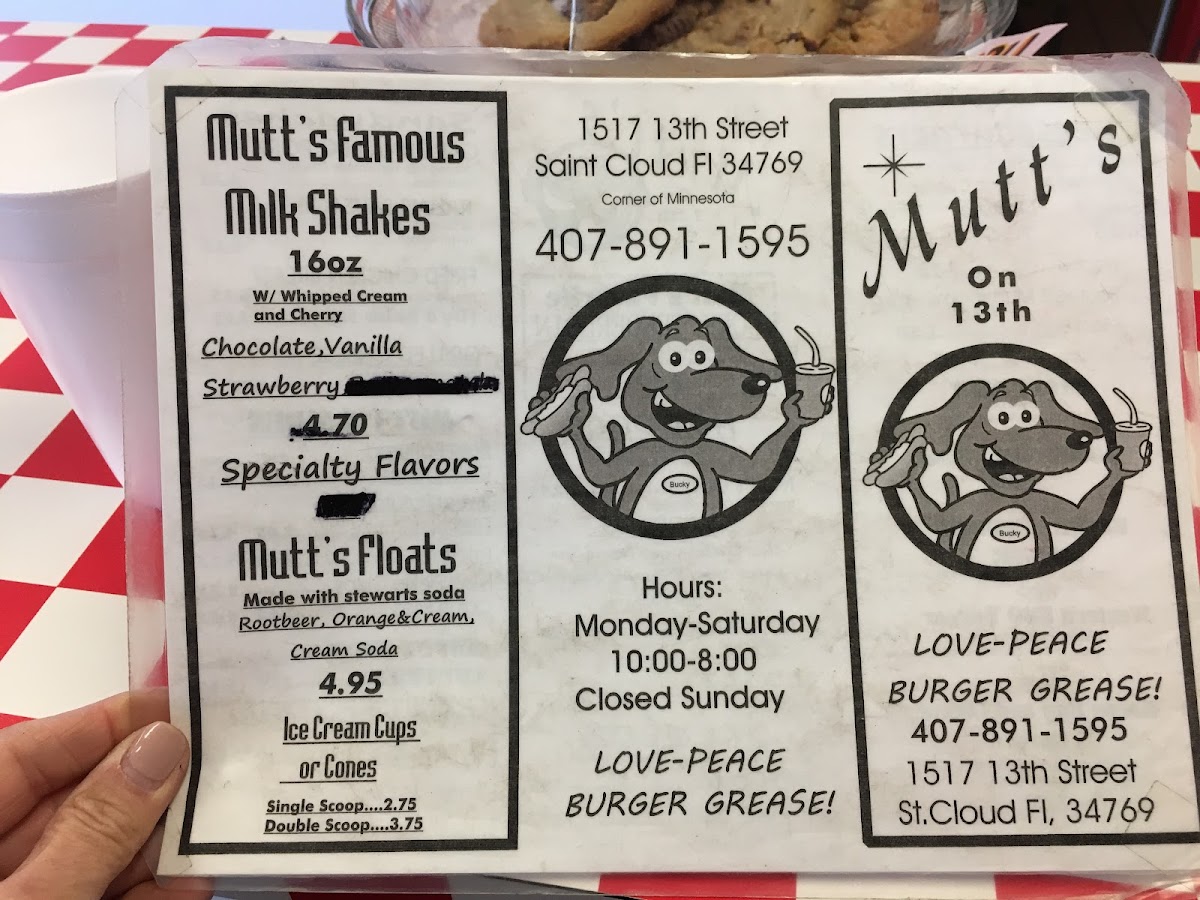 Mutt's Famous
Milk Shakes
16oz
W/ Whipped Cream
and Cherry
Chocolate,Vanilla
Strawberry
4.70
Specialty Flavors
Mutt's Floats
Made with stewarts soda
Rootbeer, Orange&Cream,
Cream Soda
4.95
Ice Cream Cups
or Cones
Single Scoop....2.75
Double Scoop....3.75
1517 13th Street
Saint Cloud Fl 34769
Corner of Minnesota
407-891-1595
Bucky
Hours:
Monday-Saturday
10:00-8:00
Closed Sunday
LOVE-PEACE
BURGER GREASE!
Mutt's
On
13th
Bucky
LOVE-PEACE
BURGER GREASE!
407-891-1595
1517 13th Street
St.Cloud Fl, 34769